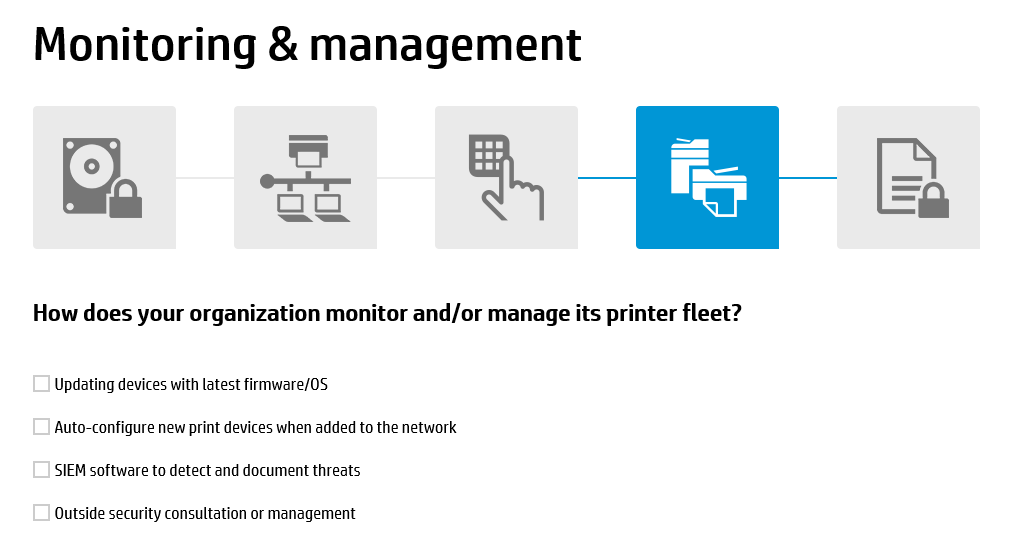 Monitoring & management
How does your organization monitor and/or manage its printer fleet?
Updating devices with latest firmware/OS
Auto-configure new print devices when added to the network
SIEM software to detect and document threats
Outside security consultation or management